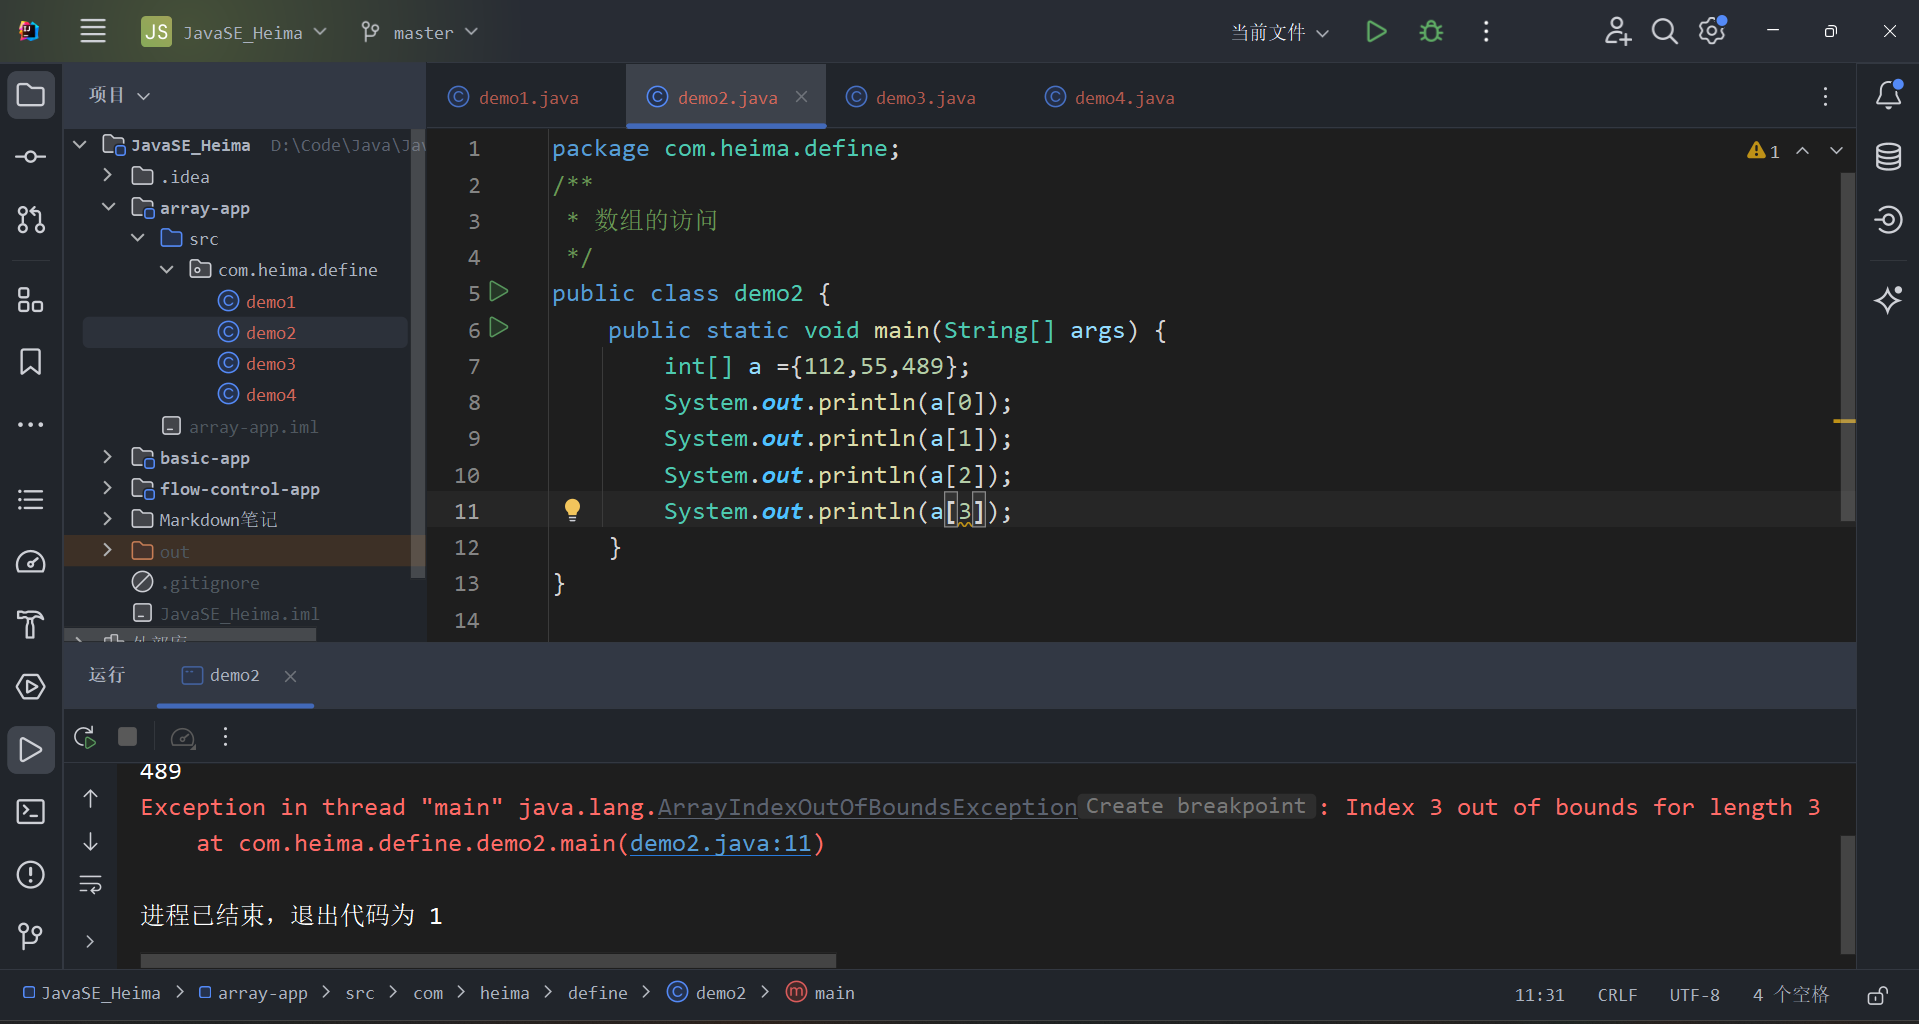 JS JavaSE_Heima master 当前文件
项目
demo1.java demo2.java demo3.java demo4.java
JavaSE_Heima D:\Code\Java\Jav
.idea
array-app
src
com.heima.define
demo1
demo2
demo3
demo4
array-app.iml
basic-app
flow-control-app
Markdown笔记
out
.gitignore
JavaSE_Heima.iml
外部库
1 package com.heima.define;
2 /**
3 * 数组的访问
4 */
5 public class demo2 {
6 public static void main(String[] args) {
7 int[] a ={112,55,489};
8 System.out.println(a[0]);
9 System.out.println(a[1]);
10 System.out.println(a[2]);
11 System.out.println(a[3]);
12 }
13 }
14
1
运行 demo2
489
Exception in thread "main" java.lang.ArrayIndexOutOfBoundsException Create breakpoint : Index 3 out of bounds for length 3
at com.heima.define.demo2.main(demo2.java:11)
进程已结束，退出代码为 1
JavaSE_Heima > array-app > src > com > heima > define > demo2 > main 11:31 CRLF UTF-8 4 个空格